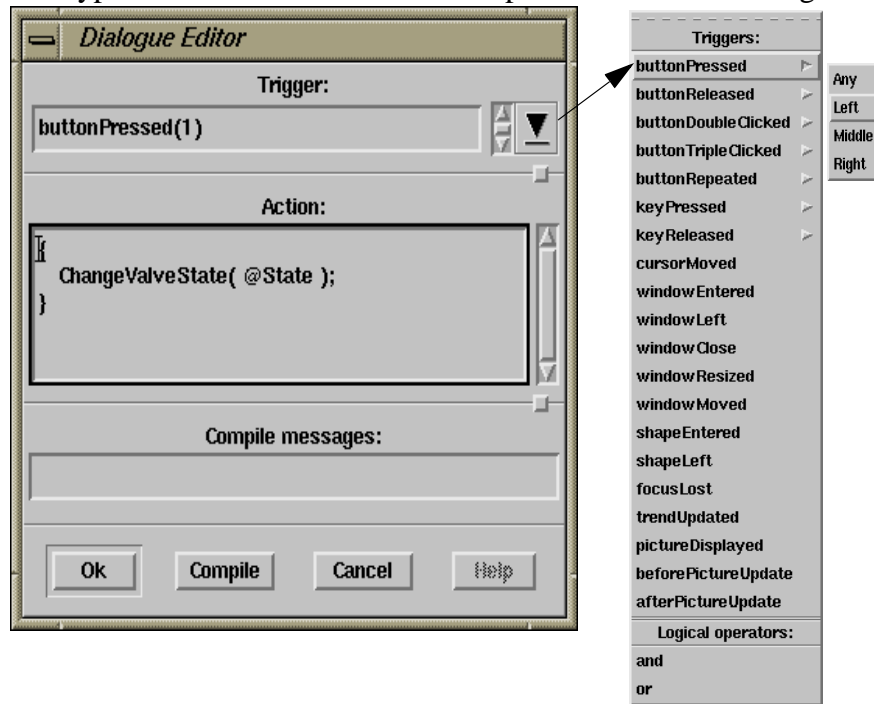 Dialogue Editor
Trigger:
buttonPressed(1)
Action:
{
ChangeValveState( @State );
}
Compile messages:
Ok
Compile
Cancel
Help
Triggers:
buttonPressed
buttonReleased
buttonDoubleClicked
buttonTripleClicked
buttonRepeated
keyPressed
keyReleased
cursorMoved
windowEntered
windowLeft
windowClose
windowResized
windowMoved
shapeEntered
shapeLeft
focusLost
trendUpdated
pictureDisplayed
beforePictureUpdate
afterPictureUpdate
Logical operators:
and
or
Any
Left
Middle
Right